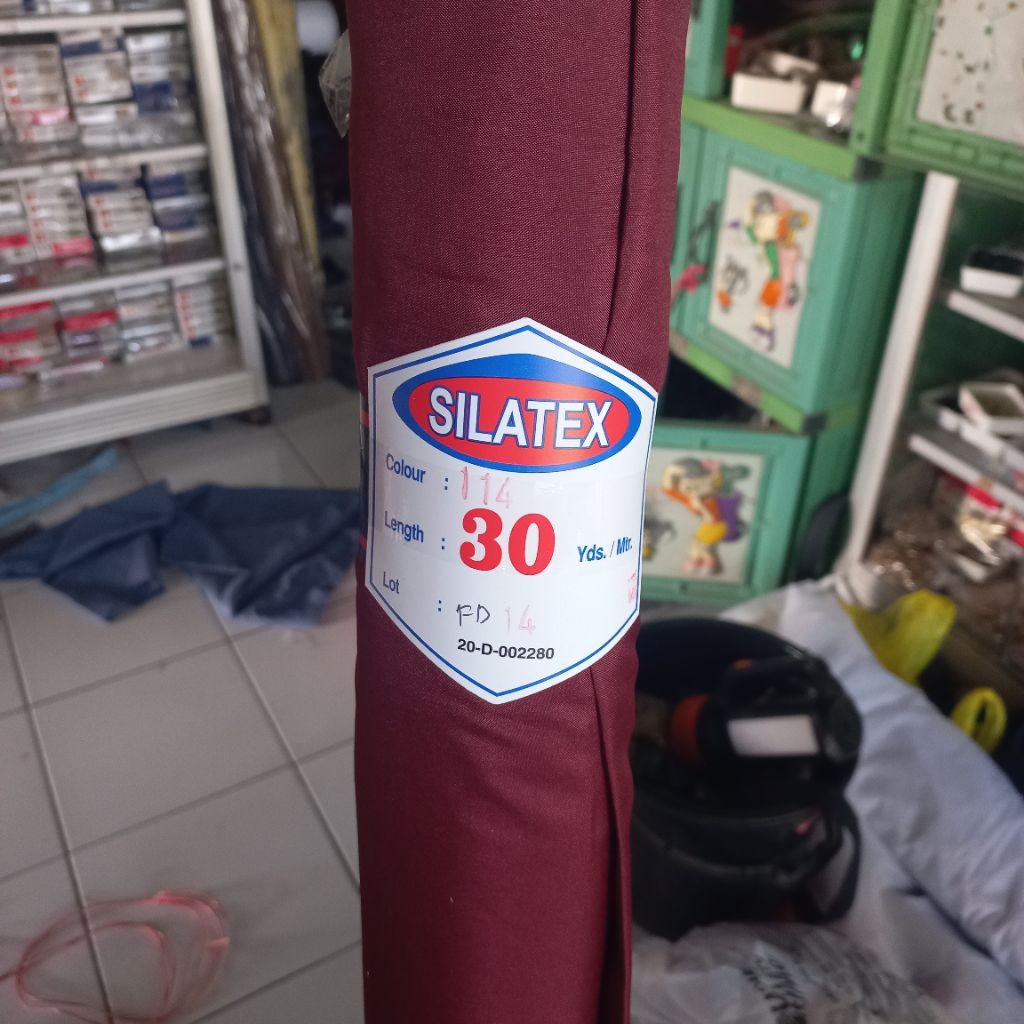 SILATEX
Colour : 114
Length : 30 Yds. / Mtr.
Lot : FD 14
20-D-002280